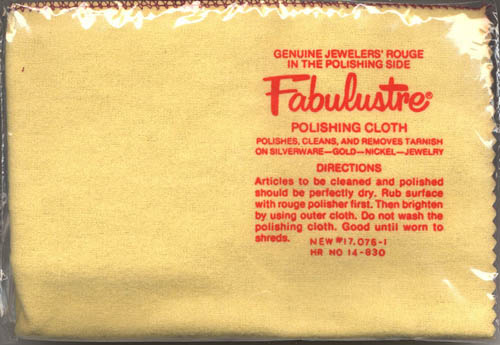 GENUINE JEWELERS' ROUGE
IN THE POLISHING SIDE
Fabulustre®
POLISHING CLOTH
POLISHES, CLEANS, AND REMOVES TARNISH
ON SILVERWARE—GOLD—NICKEL—JEWELRY
DIRECTIONS
Articles to be cleaned and polished
should be perfectly dry. Rub surface
with rouge polisher first. Then brighten
by using outer cloth. Do not wash the
polishing cloth. Good until worn to
shreds. NEW #17.076-1
HR NO 14-830